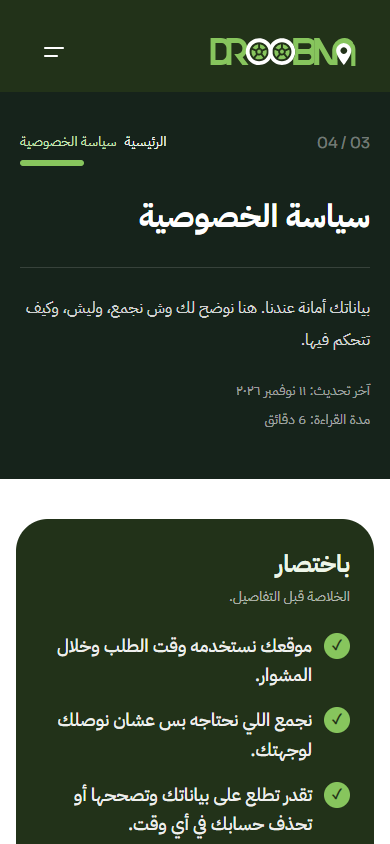 DROOBNA
الرئيسية سياسة الخصوصية
04 / 03
سياسة الخصوصية
بياناتك أمانة عندنا. هنا نوضح لك وش نجمع، وليش، وكيف
تتحكم فيها.
آخر تحديث: ١١ نوفمبر ٢٠٢٦
مدة القراءة: 6 دقائق
باختصار
الخلاصة قبل التفاصيل.
موقعك نستخدمه وقت الطلب وخلال
المشوار.
نجمع اللي نحتاجه بس عشان نوصلك
لوجهتك.
تقدر تطلع على بياناتك وتصححها أو
تحذف حسابك في أي وقت.